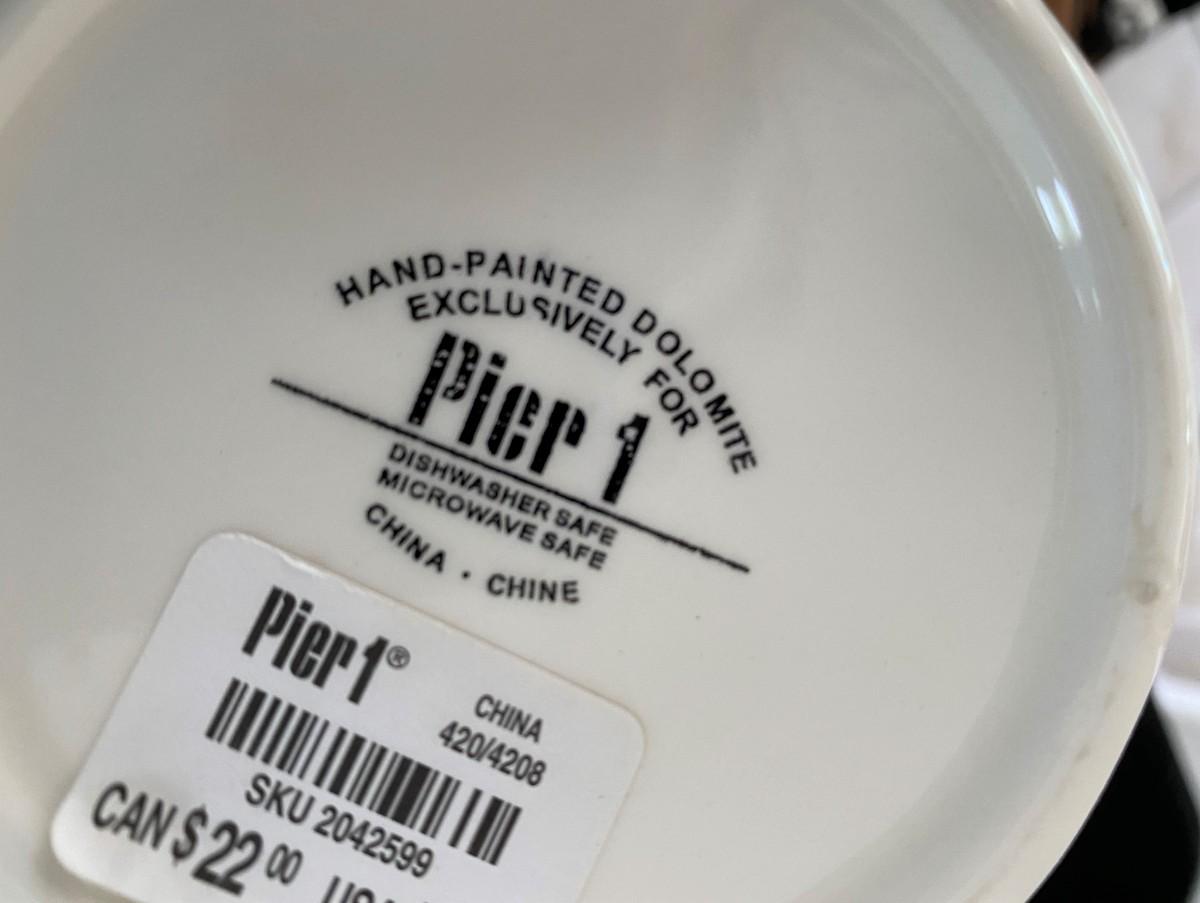 HAND-PAINTED DOLOMITE
EXCLUSIVELY FOR
Pier 1
DISHWASHER SAFE
MICROWAVE SAFE
CHINA · CHINE
Pier 1®
CHINA
420/4208
SKU 2042599
CAN $22 00